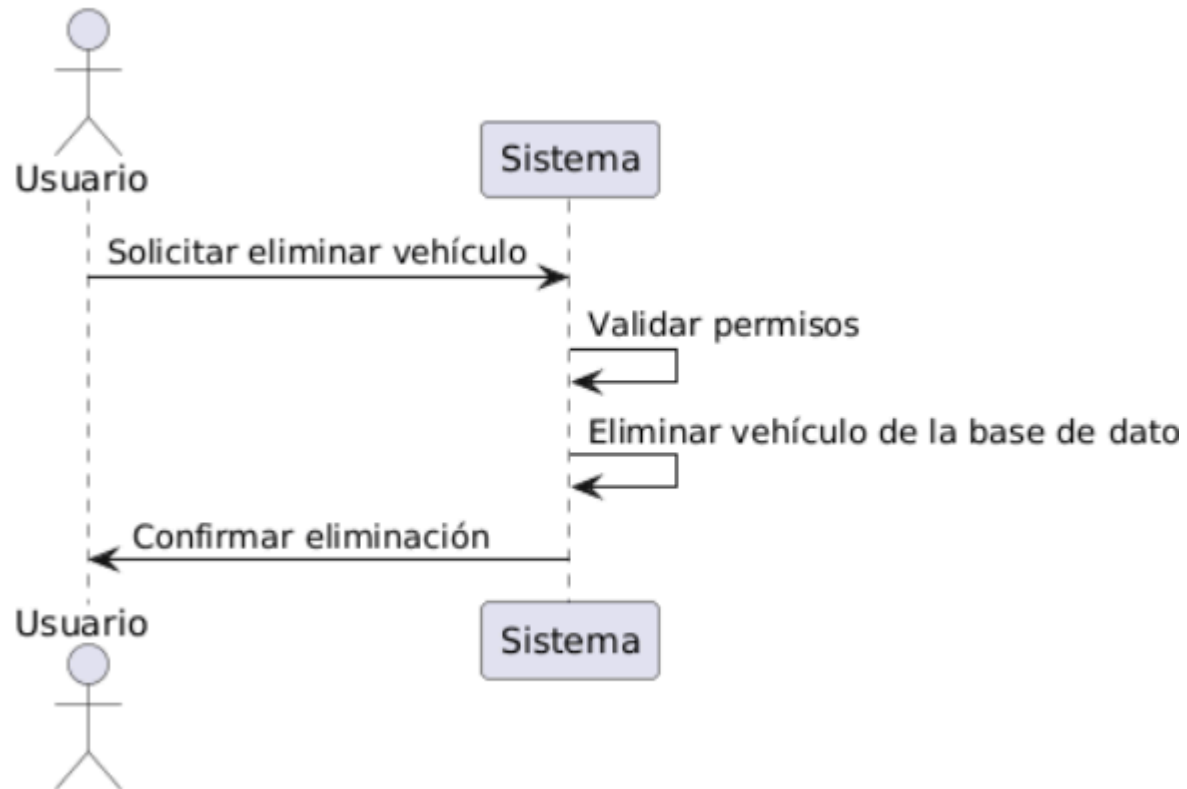 Usuario
Sistema
Solicitar eliminar vehículo
Validar permisos
Eliminar vehículo de la base de dato
Confirmar eliminación
Usuario
Sistema